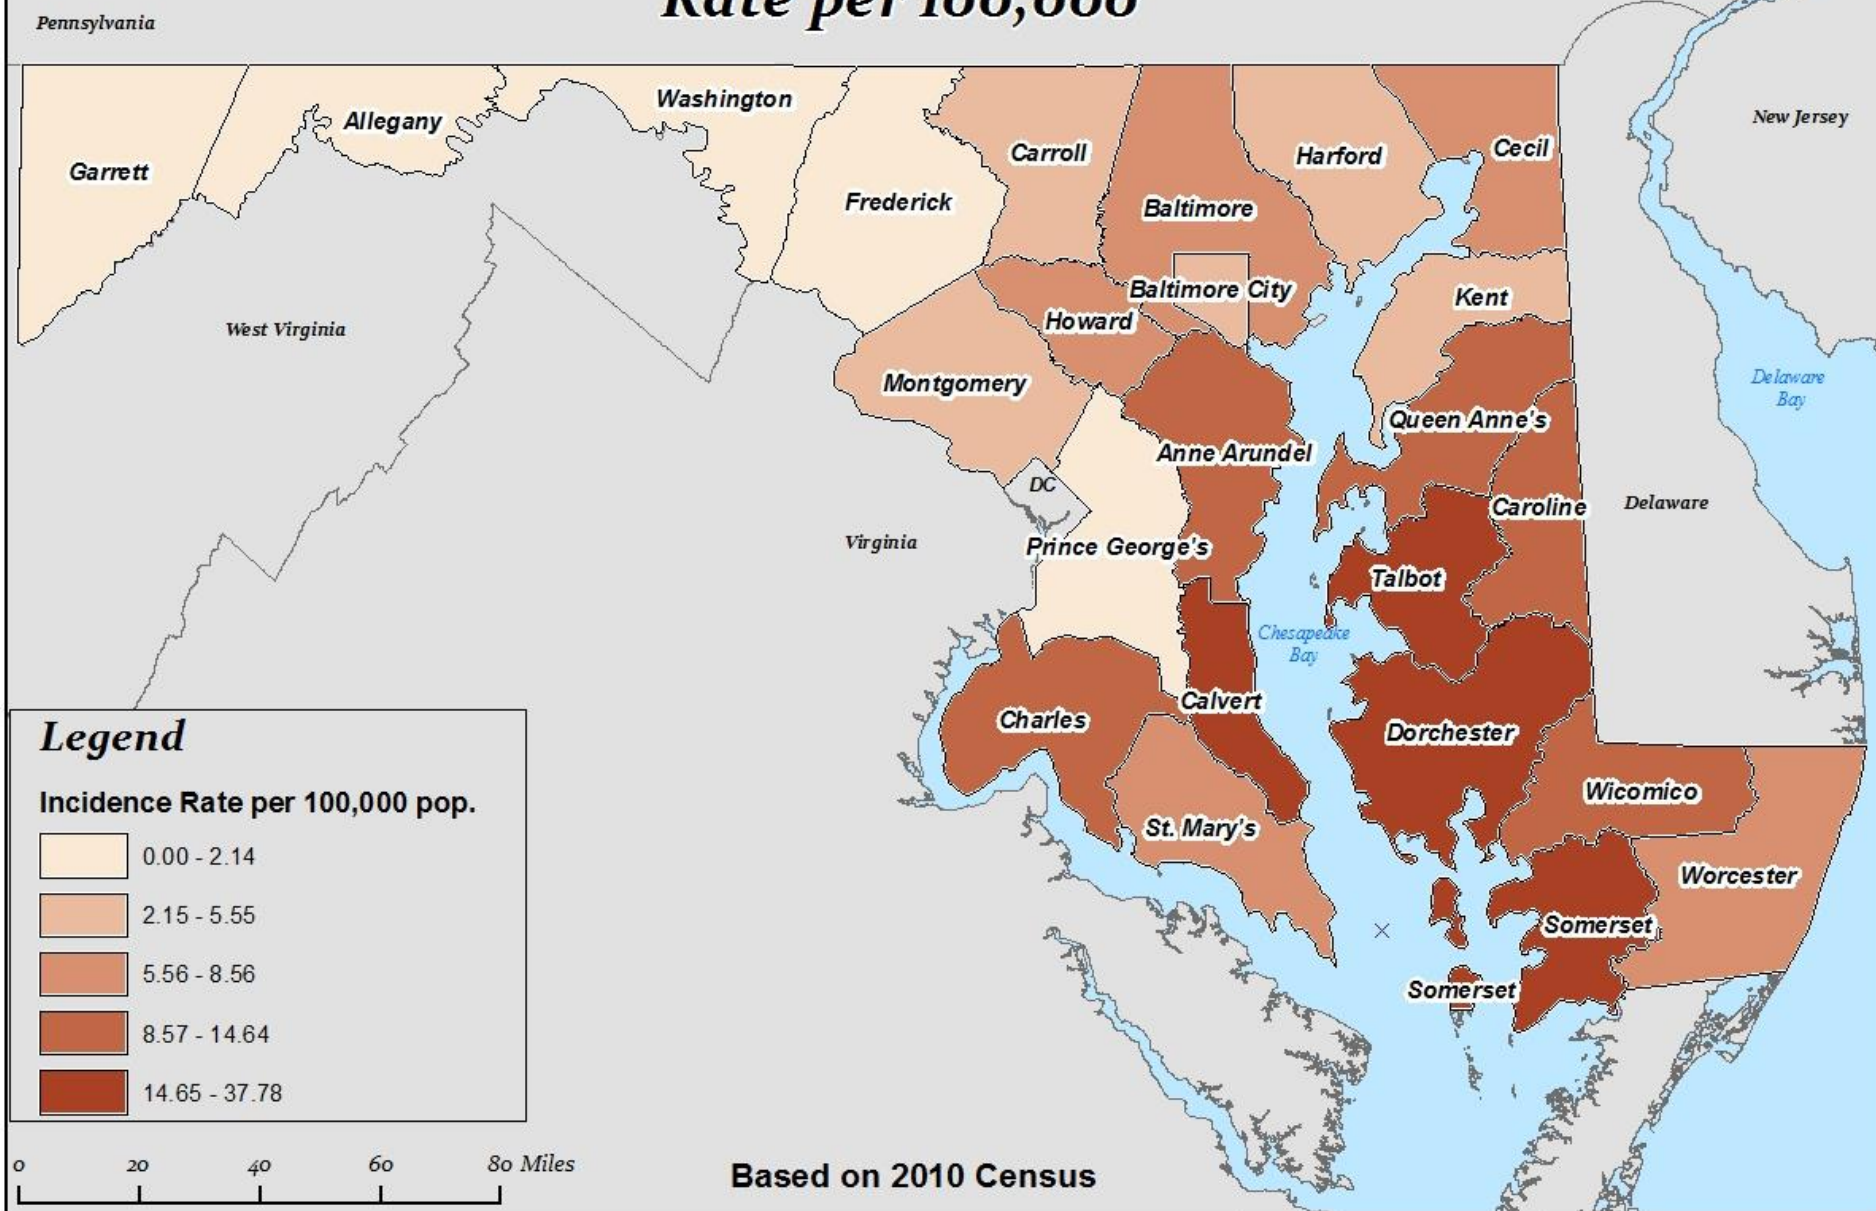 Rate per 100,000
Pennsylvania
New Jersey
Garrett
Allegany
Washington
Frederick
Carroll
Baltimore
Harford
Cecil
Baltimore City
Howard
Kent
West Virginia
Montgomery
Delaware
Bay
Queen Anne's
Anne Arundel
DC
Caroline
Delaware
Virginia
Prince George's
Talbot
Chesapeake
Bay
Calvert
Charles
Dorchester
Wicomico
St. Mary's
Worcester
Somerset
Somerset
Legend
Incidence Rate per 100,000 pop.
0.00 - 2.14
2.15 - 5.55
5.56 - 8.56
8.57 - 14.64
14.65 - 37.78
0 20 40 60 80 Miles
Based on 2010 Census